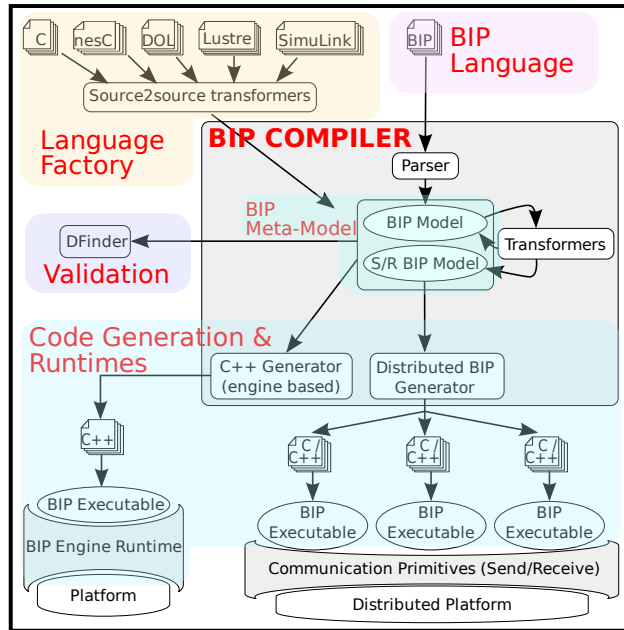 C
nesC
DOL
Lustre
SimuLink
BIP
BIP
Language
Source2source transformers
Language
Factory
BIP COMPILER
Parser
BIP
Meta-Model
BIP Model
S/R BIP Model
Transformers
DFinder
Validation
Code Generation &
Runtimes
C++ Generator
(engine based)
Distributed BIP
Generator
C++
C /
C++
C /
C++
C /
C++
BIP Executable
BIP
Executable
BIP
Executable
BIP
Executable
BIP Engine Runtime
Communication Primitives (Send/Receive)
Platform
Distributed Platform